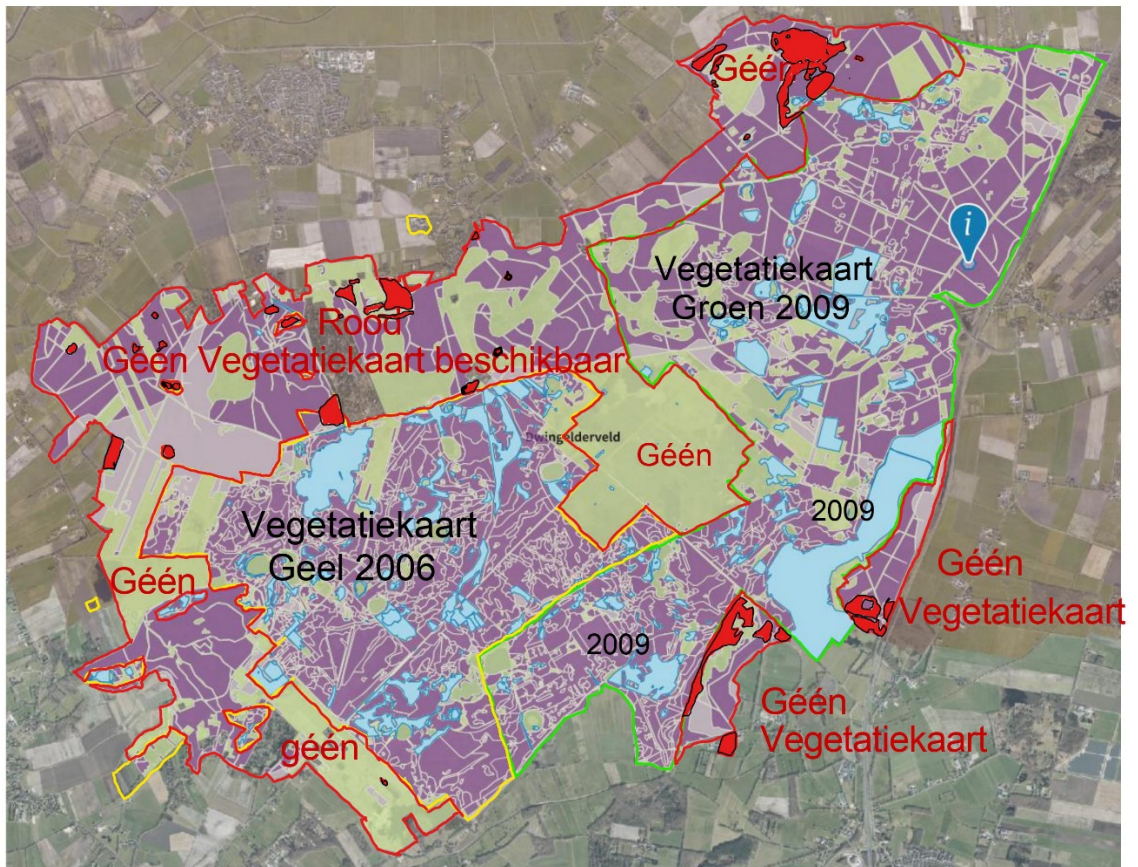 Géén
i
Vegetatiekaart
Groen 2009
Rood
Géén Vegetatiekaart beschikbaar
Dwingelderveld
Géén
Vegetatiekaart
Geel 2006
2009
Géén
Vegetatiekaart
Géén
2009
Géén
Vegetatiekaart
géén